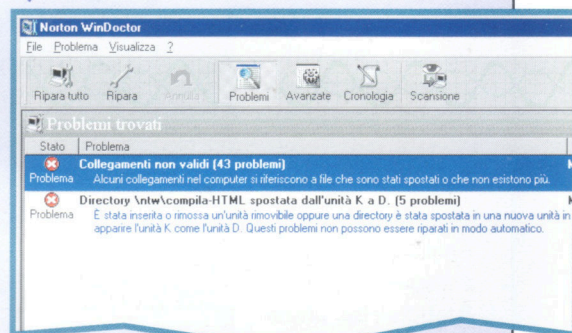 Norton WinDoctor
File Problema Visualizza ?
Ripara tutto Ripara Annulla Problemi Avanzate Cronologia Scansione
Problemi trovati
Stato Problema
Collegamenti non validi (43 problemi)
Problema Alcuni collegamenti nel computer si riferiscono a file che sono stati spostati o che non esistono più.
Directory \ntw\compila-HTML spostata dall'unità K a D. (5 problemi)
Problema È stata inserita o rimossa un'unità rimovibile oppure una directory è stata spostata in una nuova unità in
apparire l'unità K come l'unità D. Questi problemi non possono essere riparati in modo automatico.